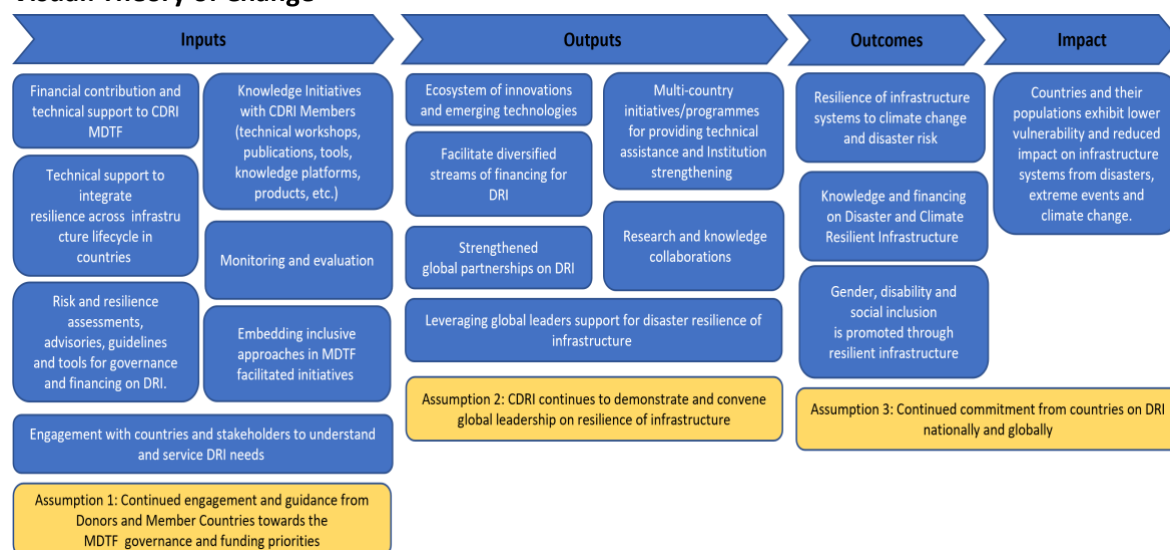 Visual Theory of Change
Inputs
Outputs
Outcomes
Impact
Financial contribution and
technical support to CDRI
MDTF
Technical support to
integrate
resilience across infrastru
cture lifecycle in
countries
Risk and resilience
assessments,
advisories, guidelines
and tools for governance
and financing on DRI.
Knowledge Initiatives
with CDRI Members
(technical workshops,
publications, tools,
knowledge platforms,
products, etc.)
Monitoring and evaluation
Embedding inclusive
approaches in MDTF
facilitated initiatives
Engagement with countries and stakeholders to understand
and service DRI needs
Assumption 1: Continued engagement and guidance from
Donors and Member Countries towards the
MDTF governance and funding priorities
Ecosystem of innovations
and emerging technologies
Facilitate diversified
streams of financing for
DRI
Strengthened
global partnerships on DRI
Multi-country
initiatives/programmes
for providing technical
assistance and Institution
strengthening
Research and knowledge
collaborations
Leveraging global leaders support for disaster resilience of
infrastructure
Assumption 2: CDRI continues to demonstrate and convene
global leadership on resilience of infrastructure
Resilience of infrastructure
systems to climate change
and disaster risk
Knowledge and financing
on Disaster and Climate
Resilient Infrastructure
Gender, disability and
social inclusion
is promoted through
resilient infrastructure
Countries and their
populations exhibit lower
vulnerability and reduced
impact on infrastructure
systems from disasters,
extreme events and
climate change.
Assumption 3: Continued commitment from countries on DRI
nationally and globally